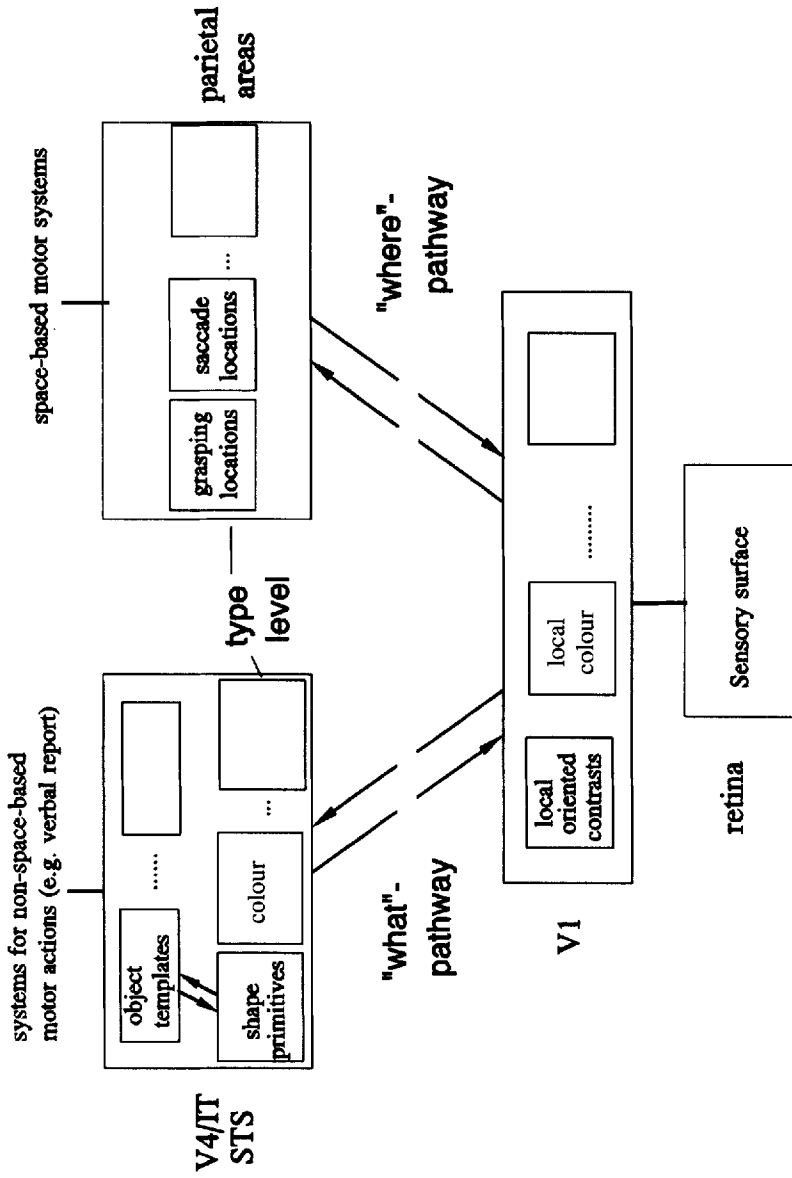 systems for non-space-based
motor actions (e.g. verbal report)
space-based motor systems
V4/IT
STS
object
templates
......
shape
primitives
colour
...
type
level
grasping
locations
saccade
locations
...
parietal
areas
"what"-
pathway
"where"-
pathway
V1
local
oriented
contrasts
local
colour
.........
retina
Sensory surface